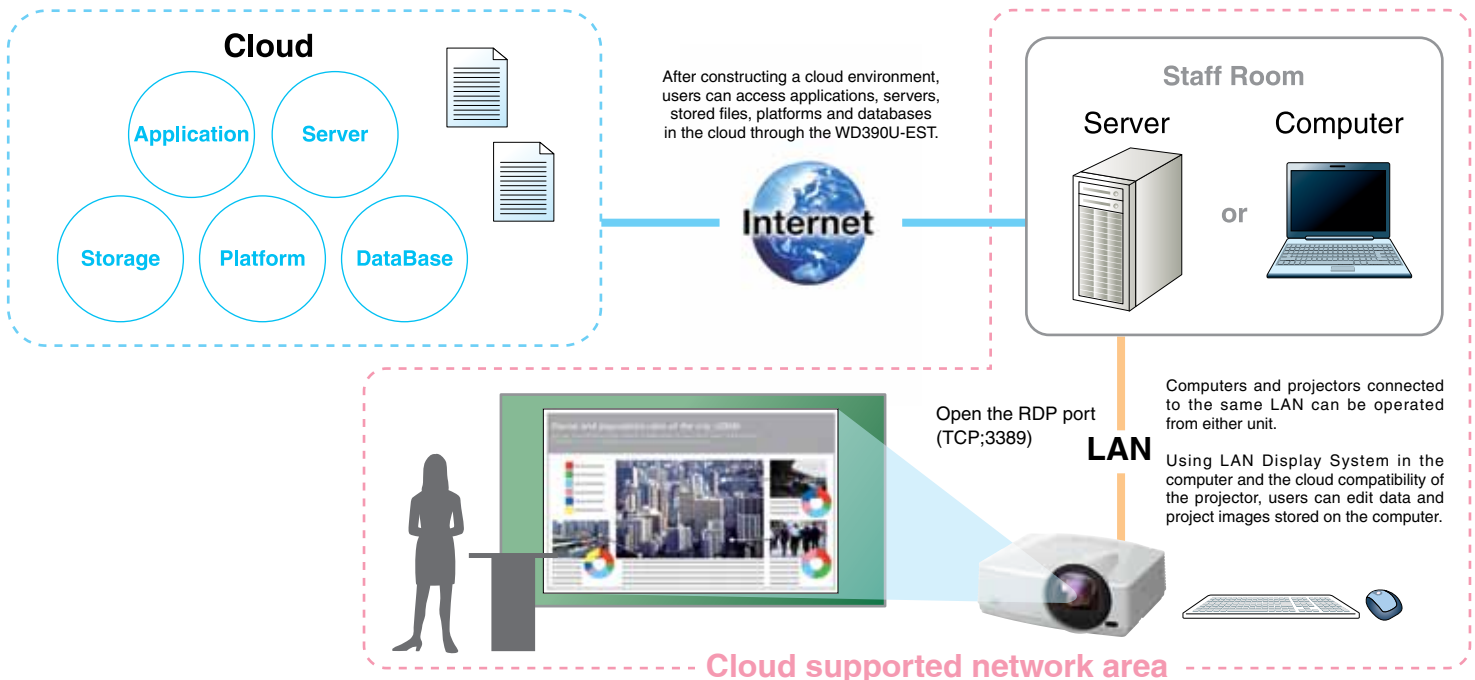 Cloud
Application
Server
Storage
Platform
DataBase
After constructing a cloud environment,
users can access applications, servers,
stored files, platforms and databases
in the cloud through the WD390U-EST.
Internet
Staff Room
Server
or
Computer
Open the RDP port
(TCP;3389)
LAN
Computers and projectors connected
to the same LAN can be operated
from either unit.
Using LAN Display System in the
computer and the cloud compatibility of
the projector, users can edit data and
project images stored on the computer.
Cloud supported network area